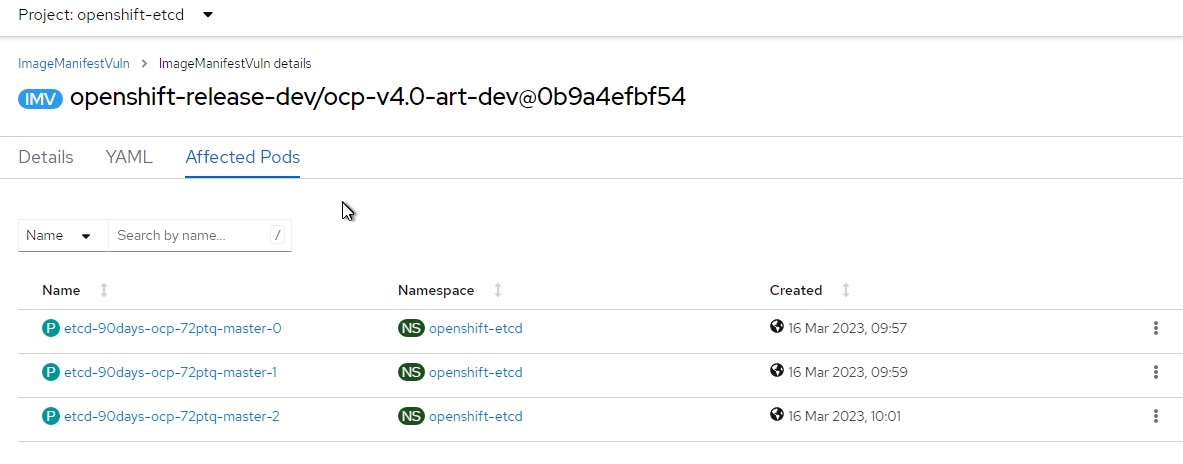 Project: openshift-etcd
ImageManifestVuln > ImageManifestVuln details
IMV openshift-release-dev/ocp-v4.0-art-dev@0b9a4efbf54
Details YAML Affected Pods
Name Search by name... /
Name Namespace Created
P etcd-90days-ocp-72ptq-master-0 NS openshift-etcd 16 Mar 2023, 09:57
P etcd-90days-ocp-72ptq-master-1 NS openshift-etcd 16 Mar 2023, 09:59
P etcd-90days-ocp-72ptq-master-2 NS openshift-etcd 16 Mar 2023, 10:01